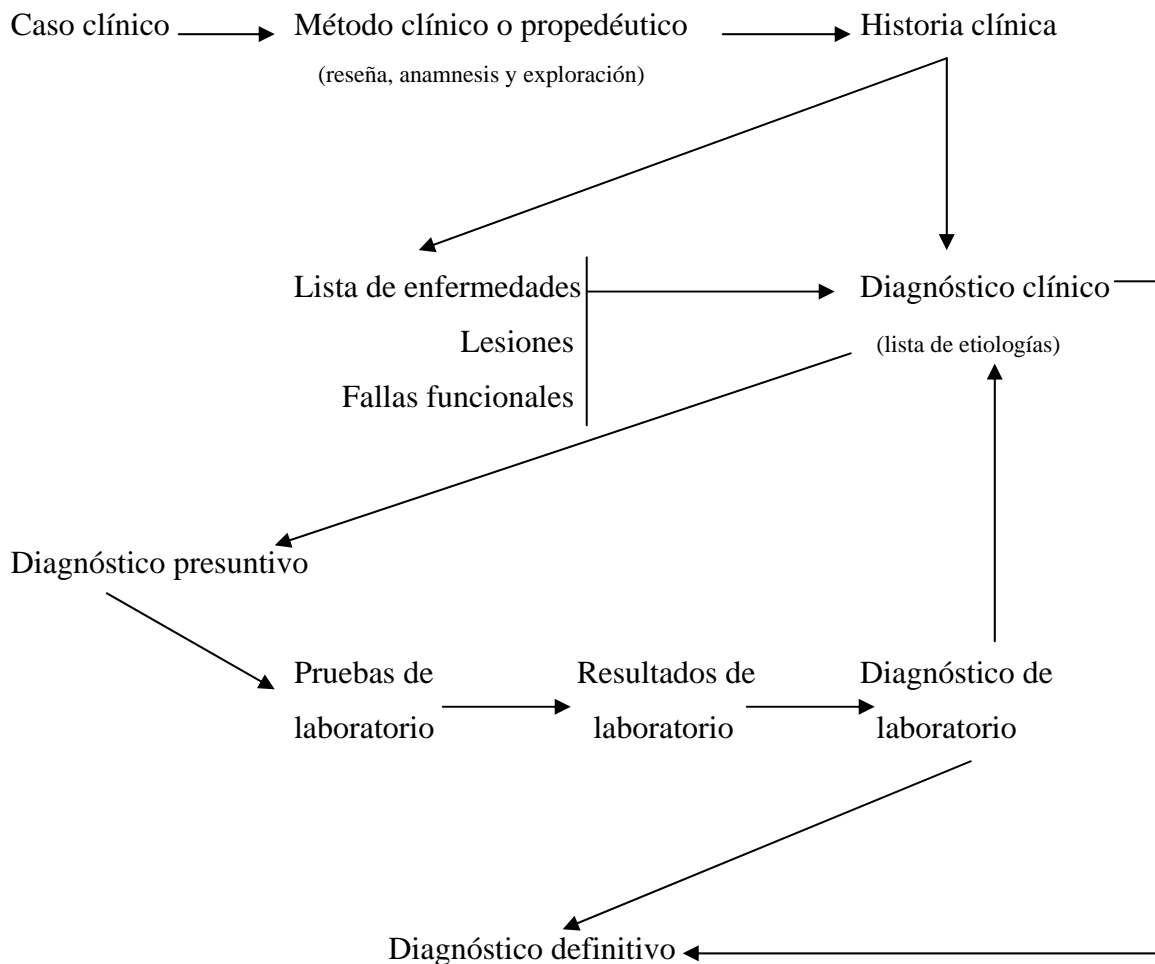 Caso clínico
Método clínico o propedéutico
Historia clínica
(reseña, anamnesis y exploración)
Lista de enfermedades
Diagnóstico clínico
Lesiones
(lista de etiologías)
Fallas funcionales
Diagnóstico presuntivo
Pruebas de
laboratorio
Resultados de
laboratorio
Diagnóstico de
laboratorio
Diagnóstico definitivo